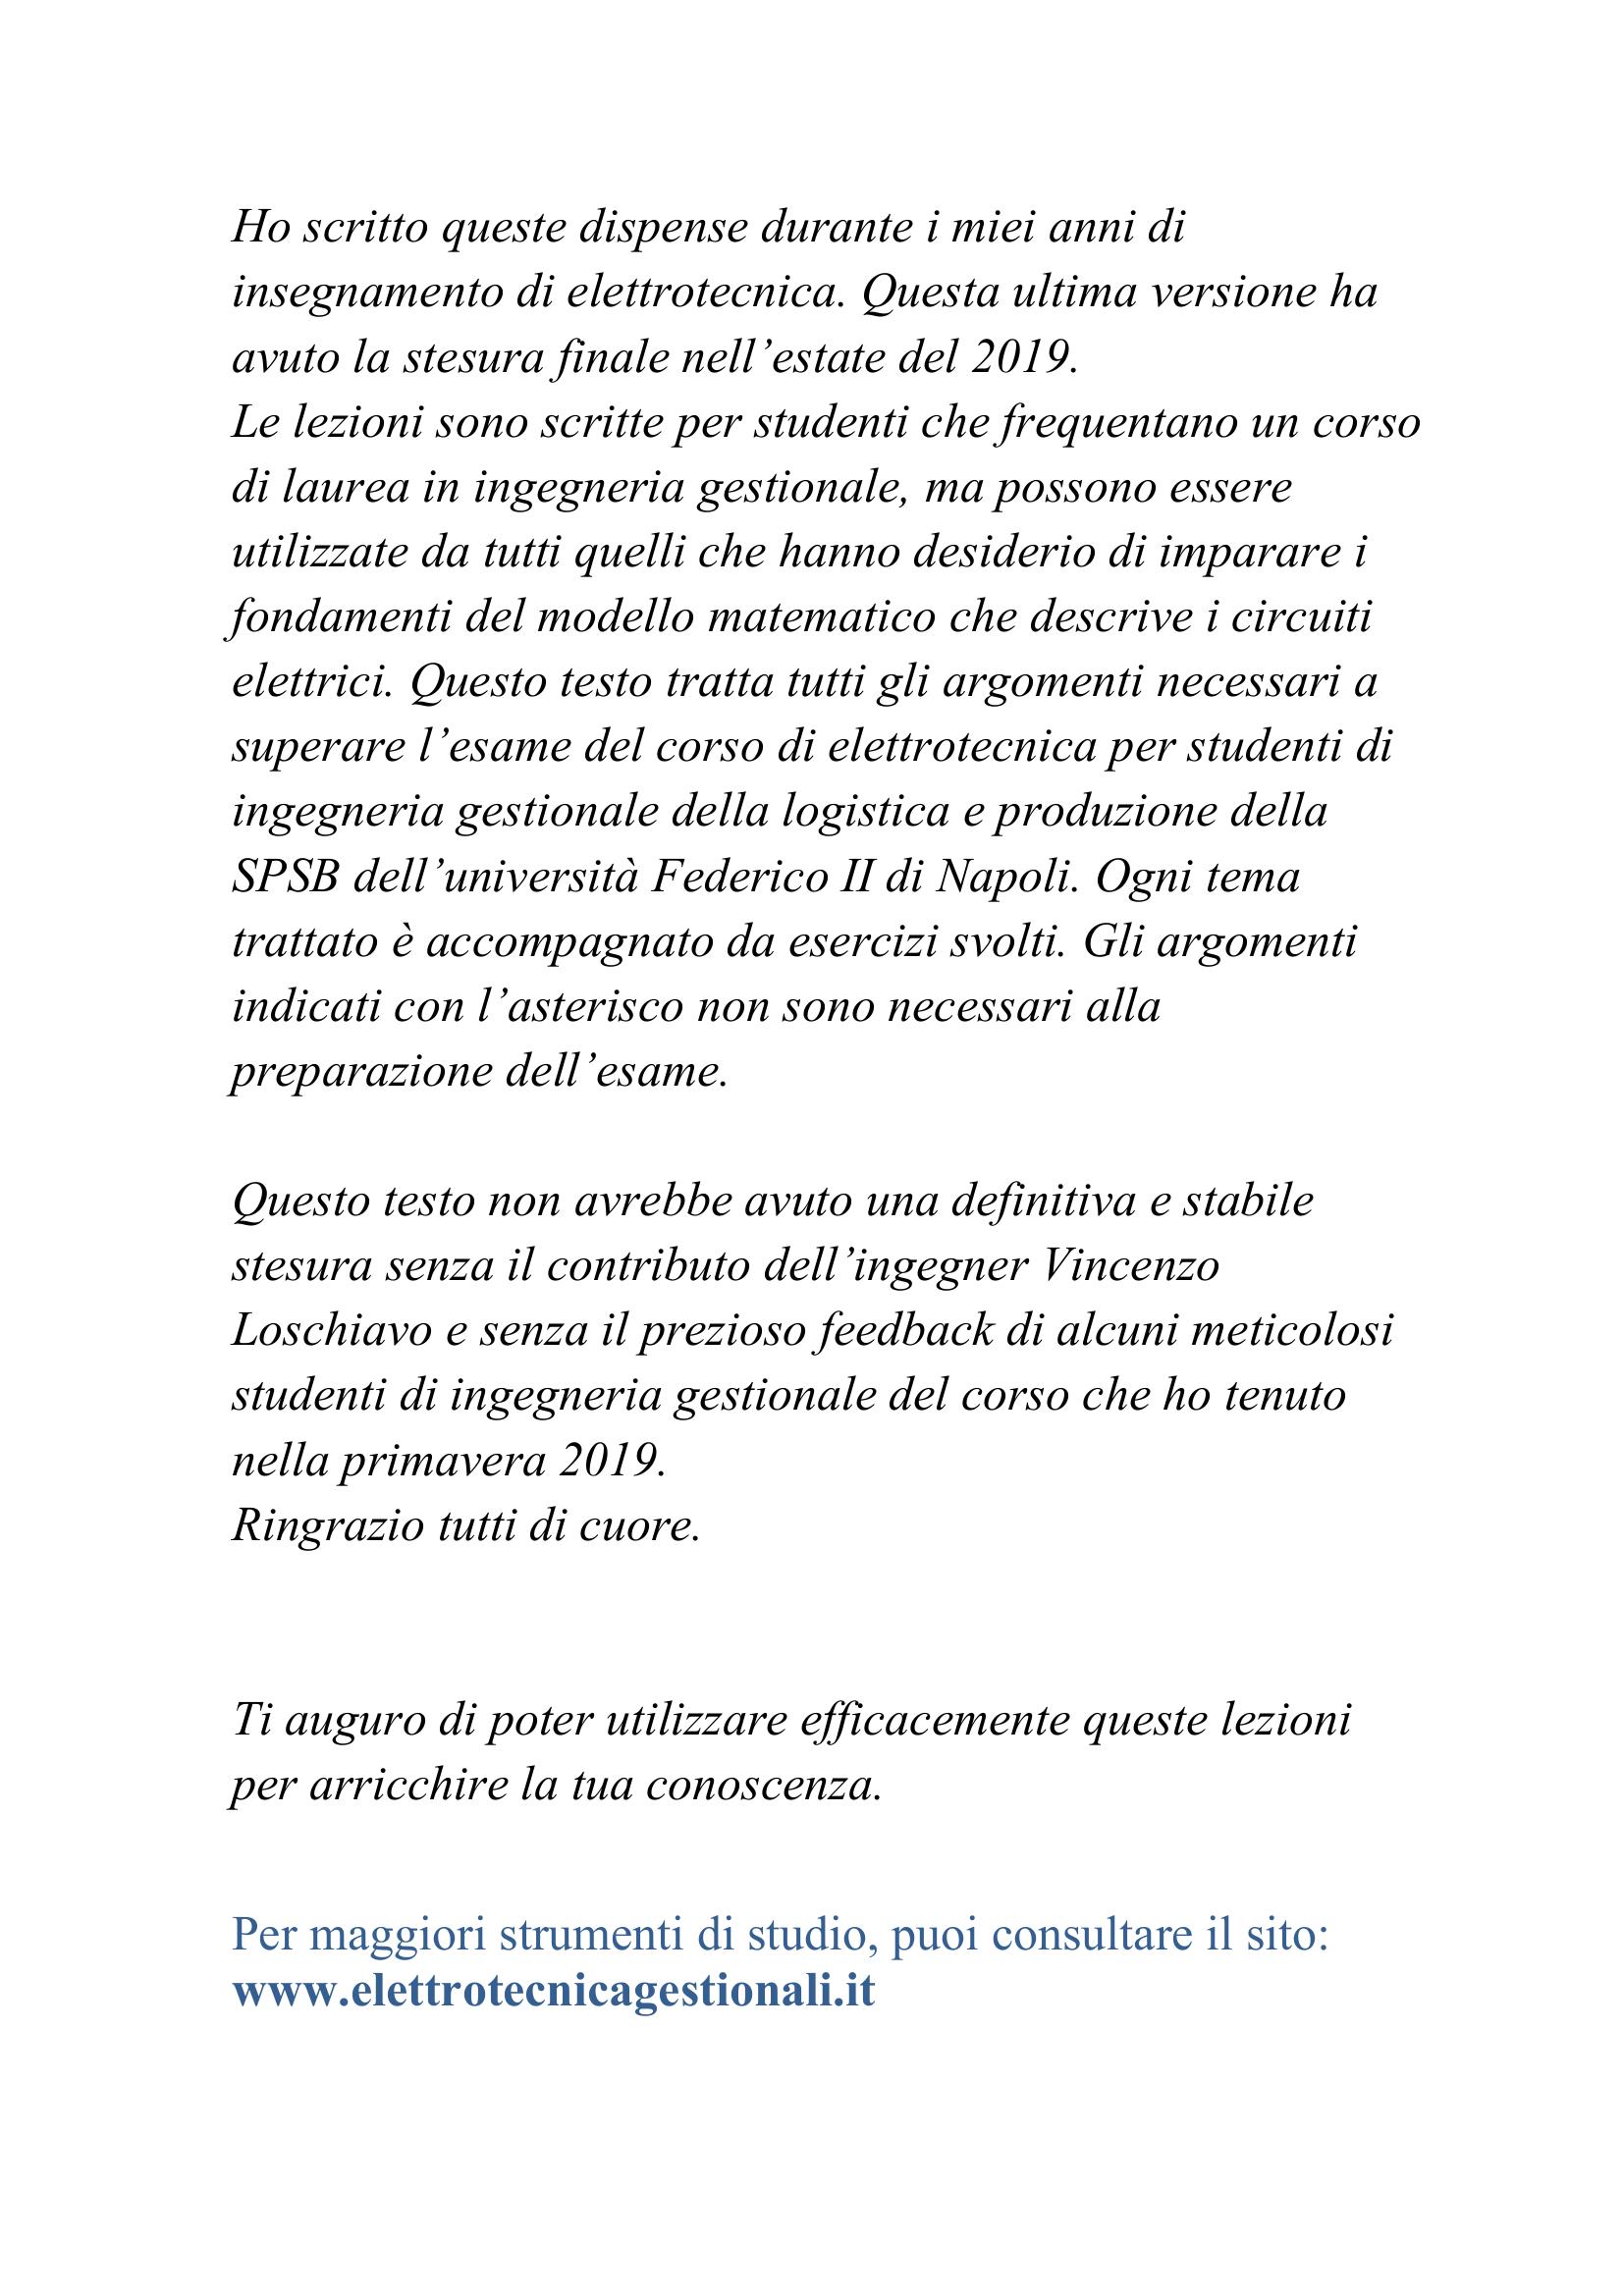 Ho scritto queste dispense durante i miei anni di
insegnamento di elettrotecnica. Questa ultima versione ha
avuto la stesura finale nell’estate del 2019.
Le lezioni sono scritte per studenti che frequentano un corso
di laurea in ingegneria gestionale, ma possono essere
utilizzate da tutti quelli che hanno desiderio di imparare i
fondamenti del modello matematico che descrive i circuiti
elettrici. Questo testo tratta tutti gli argomenti necessari a
superare l’esame del corso di elettrotecnica per studenti di
ingegneria gestionale della logistica e produzione della
SPSB dell’università Federico II di Napoli. Ogni tema
trattato è accompagnato da esercizi svolti. Gli argomenti
indicati con l’asterisco non sono necessari alla
preparazione dell’esame.
Questo testo non avrebbe avuto una definitiva e stabile
stesura senza il contributo dell’ingegner Vincenzo
Loschiavo e senza il prezioso feedback di alcuni meticolosi
studenti di ingegneria gestionale del corso che ho tenuto
nella primavera 2019.
Ringrazio tutti di cuore.
Ti auguro di poter utilizzare efficacemente queste lezioni
per arricchire la tua conoscenza.
Per maggiori strumenti di studio, puoi consultare il sito:
www.elettrotecnicagestionali.it